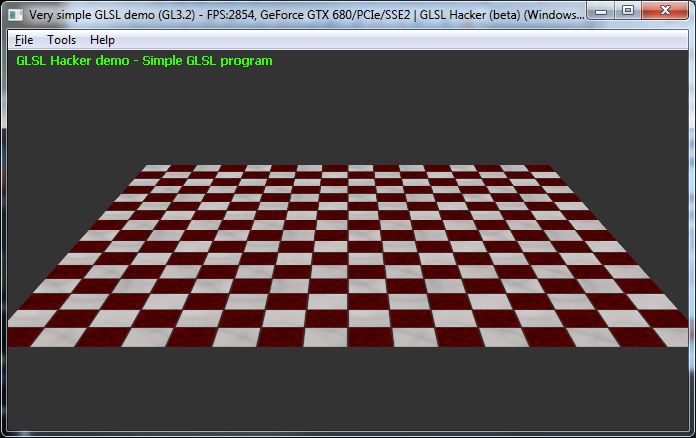 Very simple GLSL demo (GL3.2) - FPS:2854, GeForce GTX 680/PCIe/SSE2 | GLSL Hacker (beta) (Windows...
File Tools Help
GLSL Hacker demo - Simple GLSL program